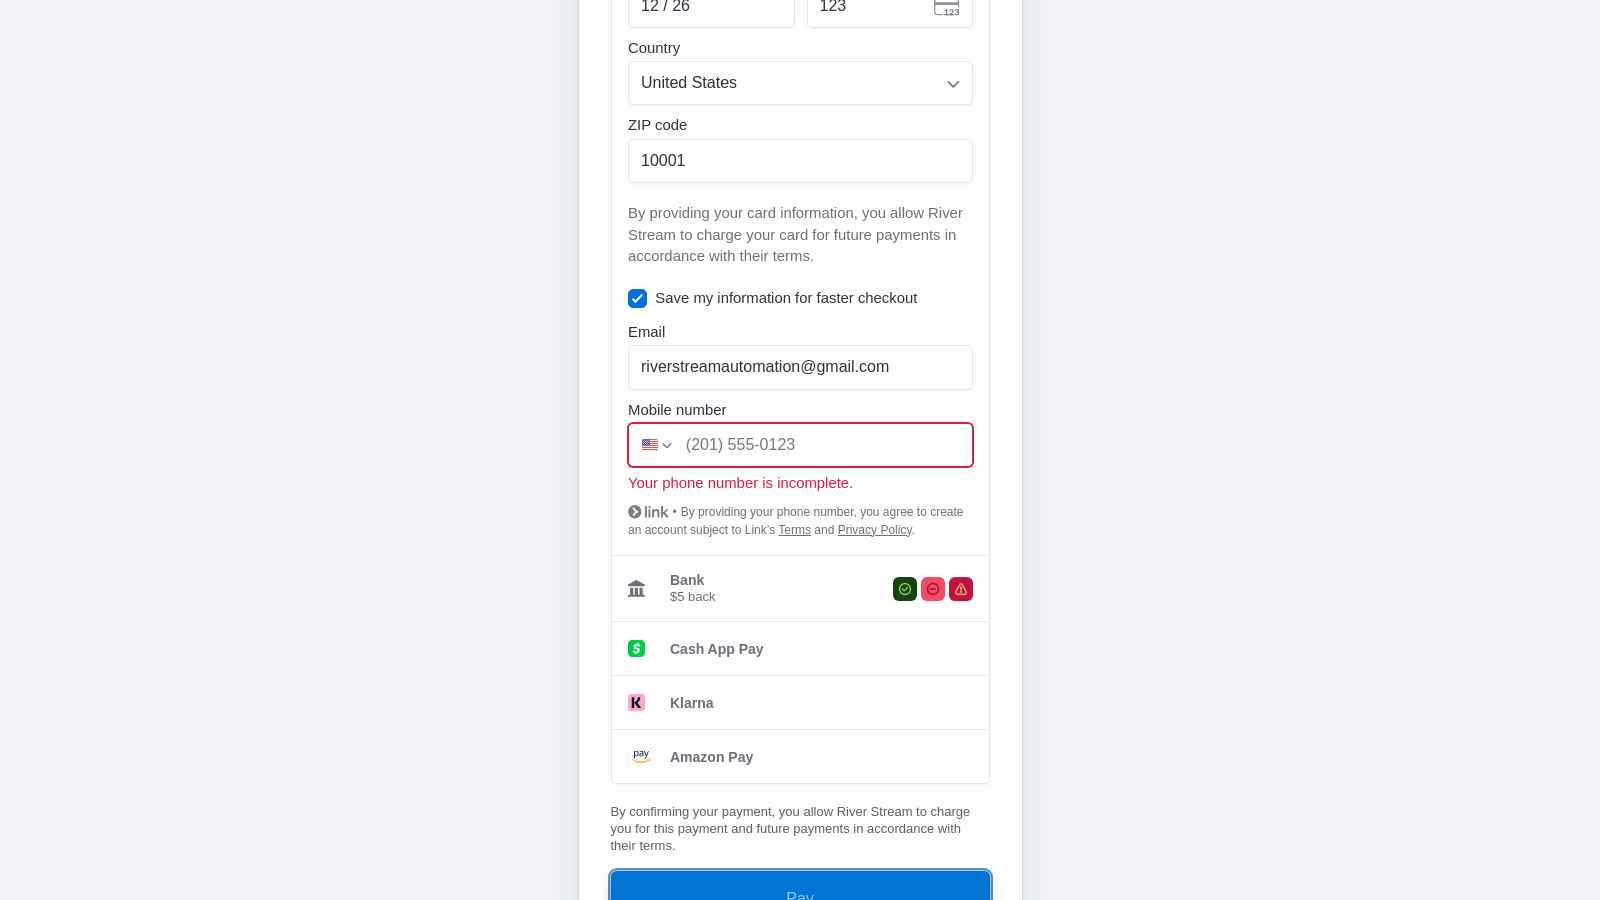 12 / 26
123
123
Country
United States
ZIP code
10001
By providing your card information, you allow River
Stream to charge your card for future payments in
accordance with their terms.
Save my information for faster checkout
Email
riverstreamautomation@gmail.com
Mobile number
(201) 555-0123
Your phone number is incomplete.
link • By providing your phone number, you agree to create
an account subject to Link’s Terms and Privacy Policy.
Bank
$5 back
$ Cash App Pay
K Klarna
pay Amazon Pay
By confirming your payment, you allow River Stream to charge
you for this payment and future payments in accordance with
their terms.
Pay